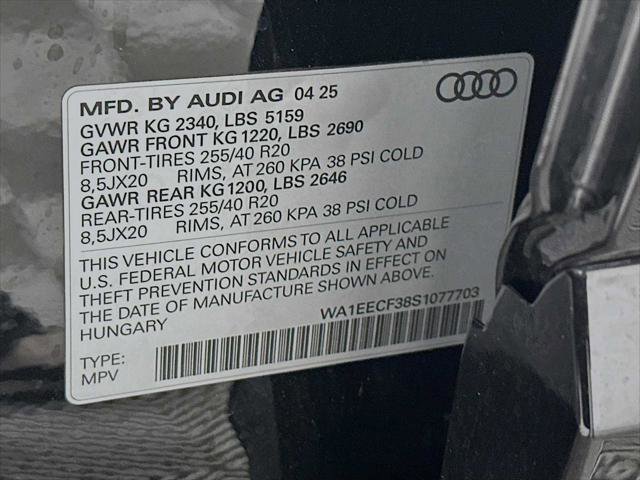 MFD. BY AUDI AG 04 25
GVWR KG 2340, LBS 5159
GAWR FRONT KG 1220, LBS 2690
FRONT-TIRES 255/40 R20
8,5JX20 RIMS, AT 260 KPA 38 PSI COLD
GAWR REAR KG 1200, LBS 2646
REAR-TIRES 255/40 R20
8,5JX20 RIMS, AT 260 KPA 38 PSI COLD
THIS VEHICLE CONFORMS TO ALL APPLICABLE
U.S. FEDERAL MOTOR VEHICLE SAFETY AND
THEFT PREVENTION STANDARDS IN EFFECT ON
THE DATE OF MANUFACTURE SHOWN ABOVE.
HUNGARY
WA1EECF38S1077703
TYPE:
MPV